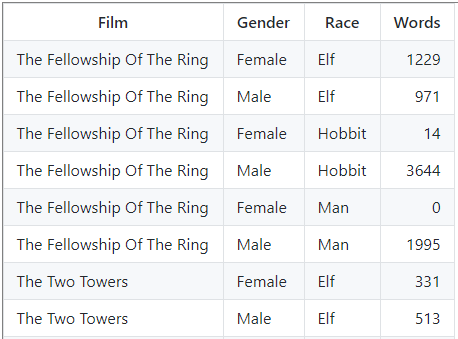 Film Gender Race Words
The Fellowship Of The Ring Female Elf 1229
The Fellowship Of The Ring Male Elf 971
The Fellowship Of The Ring Female Hobbit 14
The Fellowship Of The Ring Male Hobbit 3644
The Fellowship Of The Ring Female Man 0
The Fellowship Of The Ring Male Man 1995
The Two Towers Female Elf 331
The Two Towers Male Elf 513